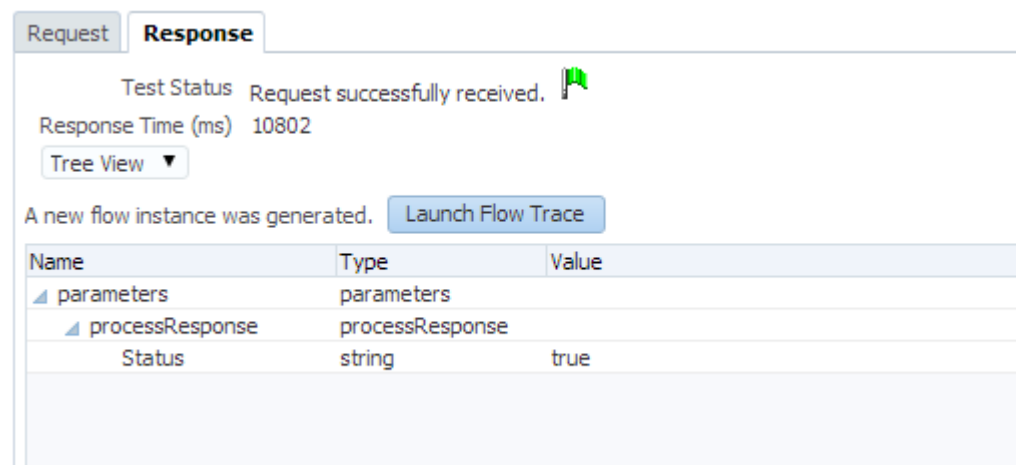 Request Response
Test Status Request successfully received.
Response Time (ms) 10802
Tree View
A new flow instance was generated. Launch Flow Trace
Name Type Value
parameters parameters
processResponse processResponse
Status string true